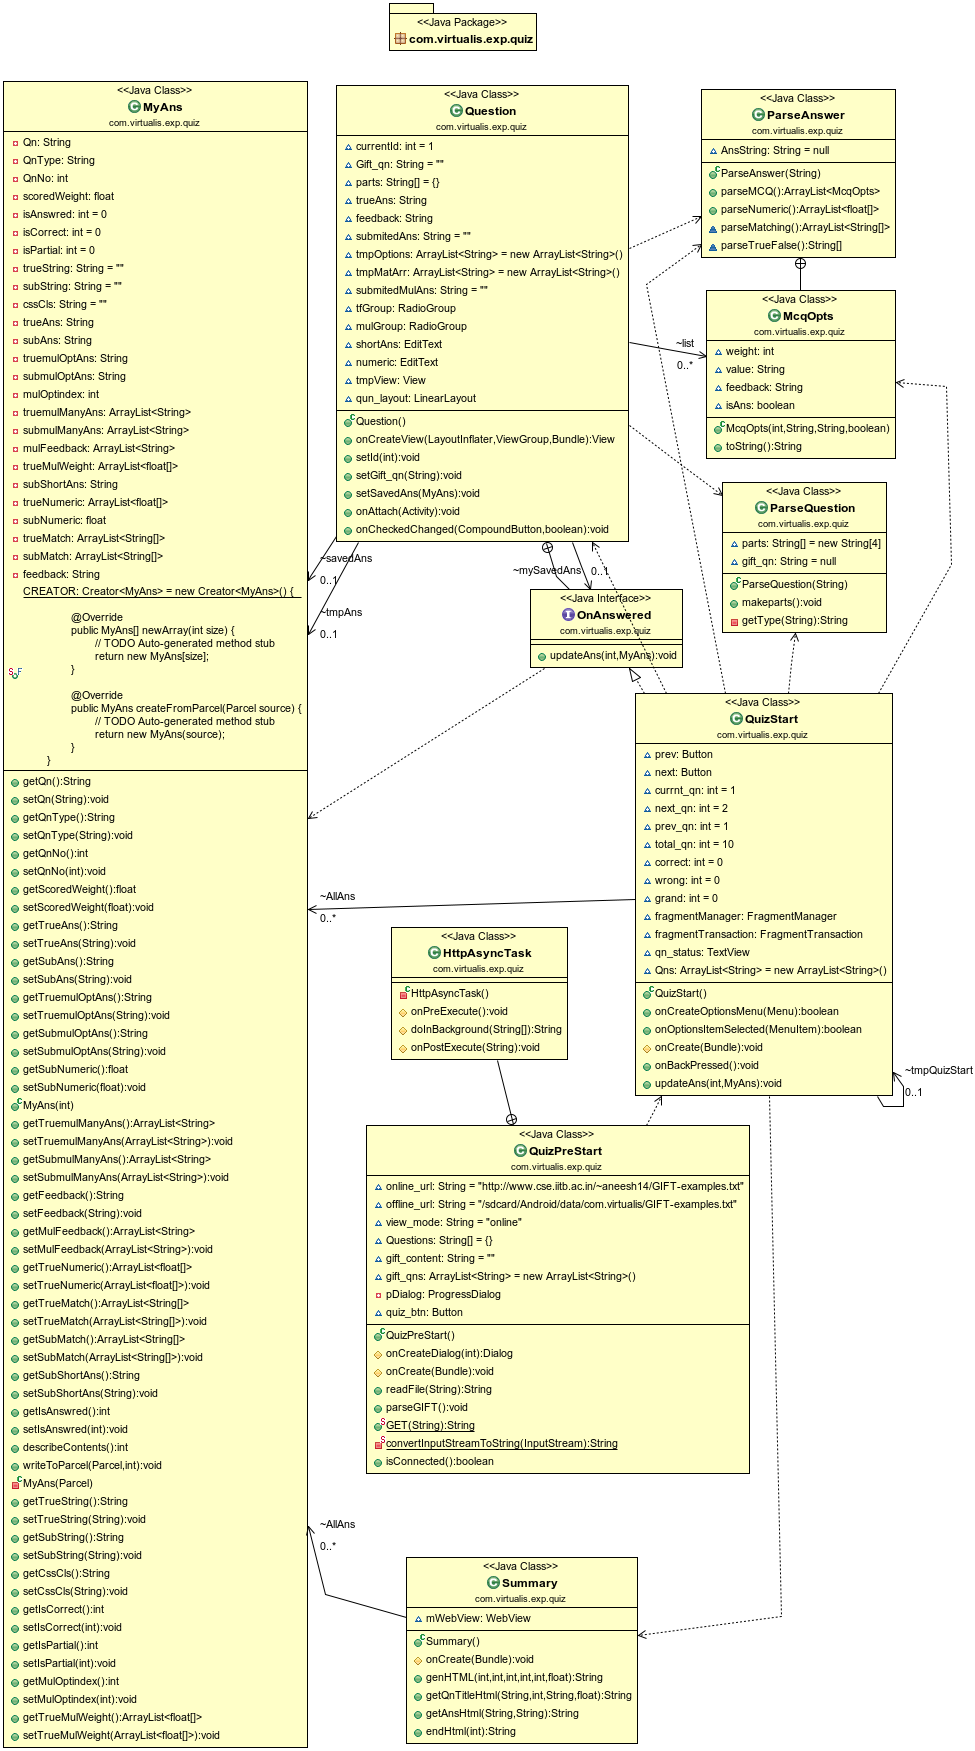 <<Java Package>>
com.virtualis.exp.quiz
<<Java Class>>
MyAns
com.virtualis.exp.quiz
Qn: String
QnType: String
QnNo: int
scoredWeight: float
isAnswred: int = 0
isCorrect: int = 0
isPartial: int = 0
trueString: String = ""
subString: String = ""
cssCls: String = ""
trueAns: String
subAns: String
truemulOptAns: String
submulOptAns: String
mulOptindex: int
truemulManyAns: ArrayList<String>
submulManyAns: ArrayList<String>
mulFeedback: ArrayList<String>
trueMulWeight: ArrayList<float[]>
subShortAns: String
trueNumeric: ArrayList<float[]>
subNumeric: float
trueMatch: ArrayList<String[]>
subMatch: ArrayList<String[]>
feedback: String
CREATOR: Creator<MyAns> = new Creator<MyAns>() {
@Override
public MyAns[] newArray(int size) {
// TODO Auto-generated method stub
return new MyAns[size];
}
@Override
public MyAns createFromParcel(Parcel source) {
// TODO Auto-generated method stub
return new MyAns(source);
}
}
getQn():String
setQn(String):void
getQnType():String
setQnType(String):void
getQnNo():int
setQnNo(int):void
getScoredWeight():float
setScoredWeight(float):void
getTrueAns():String
setTrueAns(String):void
getSubAns():String
setSubAns(String):void
getTruemulOptAns():String
setTruemulOptAns(String):void
getSubmulOptAns():String
setSubmulOptAns(String):void
getSubNumeric():float
setSubNumeric(float):void
MyAns(int)
getTruemulManyAns():ArrayList<String>
setTruemulManyAns(ArrayList<String>):void
getSubmulManyAns():ArrayList<String>
setSubmulManyAns(ArrayList<String>):void
getFeedback():String
setFeedback(String):void
getMulFeedback():ArrayList<String>
setMulFeedback(ArrayList<String>):void
getTrueNumeric():ArrayList<float[]>
setTrueNumeric(ArrayList<float[]>):void
getTrueMatch():ArrayList<String[]>
setTrueMatch(ArrayList<String[]>):void
getSubMatch():ArrayList<String[]>
setSubMatch(ArrayList<String[]>):void
getSubShortAns():String
setSubShortAns(String):void
getIsAnswred():int
setIsAnswred(int):void
describeContents():int
writeToParcel(Parcel,int):void
MyAns(Parcel)
getTrueString():String
setTrueString(String):void
getSubString():String
setSubString(String):void
getCssCls():String
setCssCls(String):void
getIsCorrect():int
setIsCorrect(int):void
getIsPartial():int
setIsPartial(int):void
getMulOptindex():int
setMulOptindex(int):void
getTrueMulWeight():ArrayList<float[]>
setTrueMulWeight(ArrayList<float[]>):void
<<Java Class>>
Question
com.virtualis.exp.quiz
currentId: int = 1
Gift_qn: String = ""
parts: String[] = {}
trueAns: String
feedback: String
submitedAns: String = ""
tmpOptions: ArrayList<String> = new ArrayList<String>()
tmpMatArr: ArrayList<String> = new ArrayList<String>()
submitedMulAns: String = ""
tfGroup: RadioGroup
mulGroup: RadioGroup
shortAns: EditText
numeric: EditText
tmpView: View
qun_layout: LinearLayout
Question()
onCreateView(LayoutInflater,ViewGroup,Bundle):View
setId(int):void
setGift_qn(String):void
setSavedAns(MyAns):void
onAttach(Activity):void
onCheckedChanged(CompoundButton,boolean):void
~savedAns
0..1
~tmpAns
0..1
~mySavedAns
0..1
~list
0..*
<<Java Class>>
ParseAnswer
com.virtualis.exp.quiz
AnsString: String = null
ParseAnswer(String)
parseMCQ():ArrayList<McqOpts>
parseNumeric():ArrayList<float[]>
parseMatching():ArrayList<String[]>
parseTrueFalse():String[]
<<Java Class>>
McqOpts
com.virtualis.exp.quiz
weight: int
value: String
feedback: String
isAns: boolean
McqOpts(int,String,String,boolean)
toString():String
<<Java Class>>
ParseQuestion
com.virtualis.exp.quiz
parts: String[] = new String[4]
gift_qn: String = null
ParseQuestion(String)
makeparts():void
getType(String):String
<<Java Interface>>
OnAnswered
com.virtualis.exp.quiz
updateAns(int,MyAns):void
<<Java Class>>
QuizStart
com.virtualis.exp.quiz
prev: Button
next: Button
currnt_qn: int = 1
next_qn: int = 2
prev_qn: int = 1
total_qn: int = 10
correct: int = 0
wrong: int = 0
grand: int = 0
fragmentManager: FragmentManager
fragmentTransaction: FragmentTransaction
qn_status: TextView
Qns: ArrayList<String> = new ArrayList<String>()
QuizStart()
onCreateOptionsMenu(Menu):boolean
onOptionsItemSelected(MenuItem):boolean
onCreate(Bundle):void
onBackPressed():void
updateAns(int,MyAns):void
~tmpQuizStart
0..1
~AllAns
0..*
<<Java Class>>
HttpAsyncTask
com.virtualis.exp.quiz
HttpAsyncTask()
onPreExecute():void
doInBackground(String[]):String
onPostExecute(String):void
<<Java Class>>
QuizPreStart
com.virtualis.exp.quiz
online_url: String = "http://www.cse.iitb.ac.in/~aneesh14/GIFT-examples.txt"
offline_url: String = "/sdcard/Android/data/com.virtualis/GIFT-examples.txt"
view_mode: String = "online"
Questions: String[] = {}
gift_content: String = ""
gift_qns: ArrayList<String> = new ArrayList<String>()
pDialog: ProgressDialog
quiz_btn: Button
QuizPreStart()
onCreateDialog(int):Dialog
onCreate(Bundle):void
readFile(String):String
parseGIFT():void
GET(String):String
convertInputStreamToString(InputStream):String
isConnected():boolean
~AllAns
0..*
<<Java Class>>
Summary
com.virtualis.exp.quiz
mWebView: WebView
Summary()
onCreate(Bundle):void
genHTML(int,int,int,int,int,float):String
getQnTitleHtml(String,int,String,float):String
getAnsHtml(String,String):String
endHtml(int):String